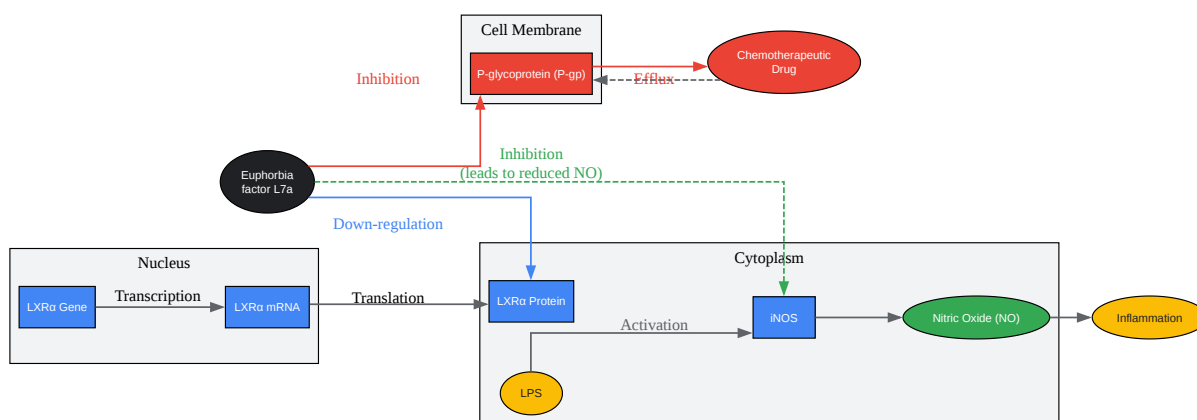 Cell Membrane
P-glycoprotein (P-gp)
Chemotherapeutic
Drug
Inhibition
Efflux
Inhibition
(leads to reduced NO)
Euphorbia
factor L7a
Down-regulation
Nucleus
Cytoplasm
LXRα Gene
Transcription
LXRα mRNA
Translation
LXRα Protein
Activation
iNOS
Nitric Oxide (NO)
Inflammation
LPS